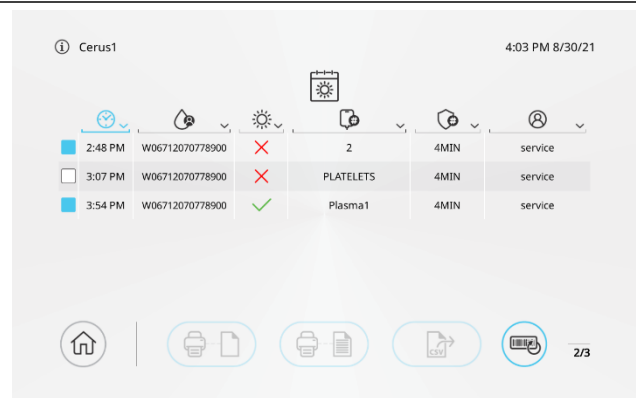 Cerus1 4:03 PM 8/30/21
2:48 PM W06712070778900 2 4MIN service
3:07 PM W06712070778900 PLATELETS 4MIN service
3:54 PM W06712070778900 Plasma1 4MIN service
CSV
2/3